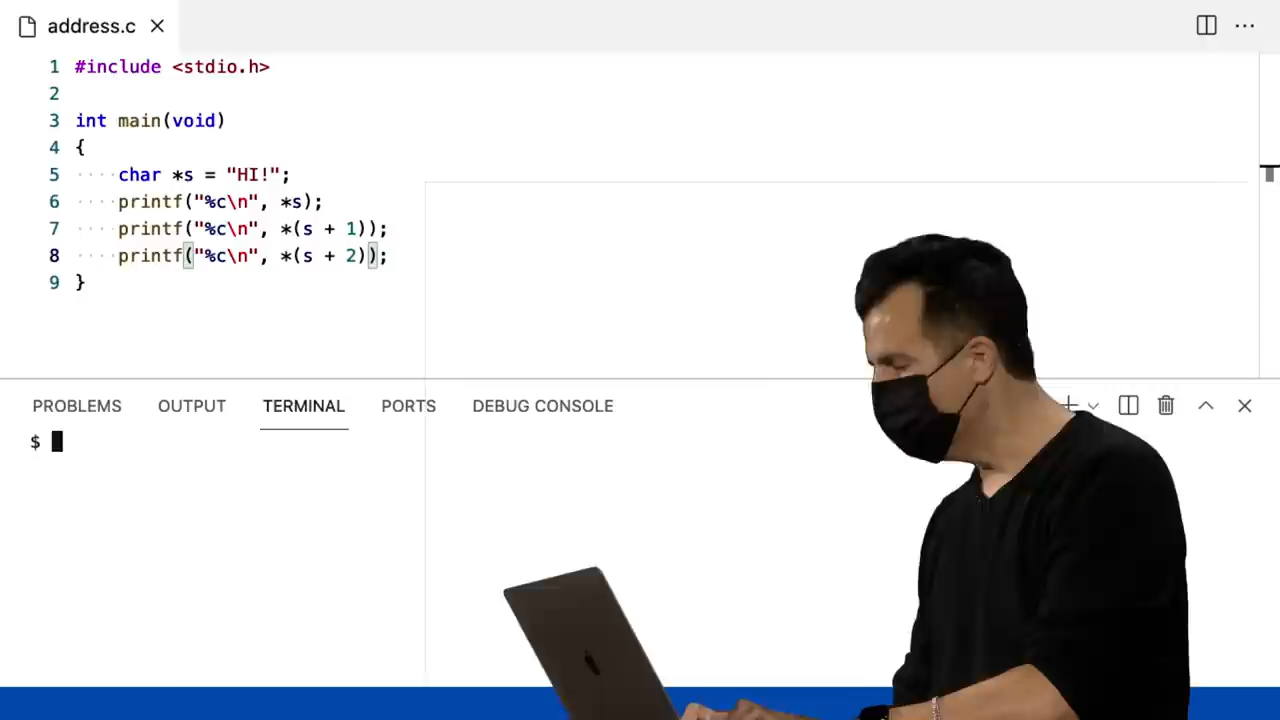 address.c
1 #include <stdio.h>
2
3 int main(void)
4 {
5 char *s = "HI!";
6 printf("%c\n", *s);
7 printf("%c\n", *(s + 1));
8 printf("%c\n", *(s + 2));
9 }
PROBLEMS OUTPUT TERMINAL PORTS DEBUG CONSOLE
$